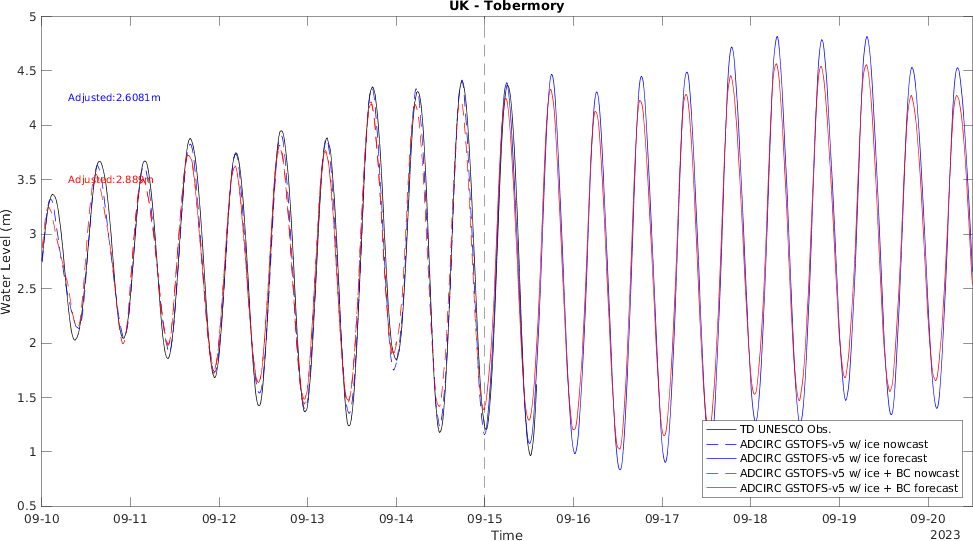 UK - Tobermory
5
4.5
4
3.5
3
2.5
2
1.5
1
0.5
Water Level (m)
Adjusted:2.6081m
Adjusted:2.889m
TD UNESCO Obs.
ADCIRC GSTOFS-v5 w/ ice nowcast
ADCIRC GSTOFS-v5 w/ ice forecast
ADCIRC GSTOFS-v5 w/ ice + BC nowcast
ADCIRC GSTOFS-v5 w/ ice + BC forecast
09-10 09-11 09-12 09-13 09-14 09-15 09-16 09-17 09-18 09-19 09-20
Time
2023